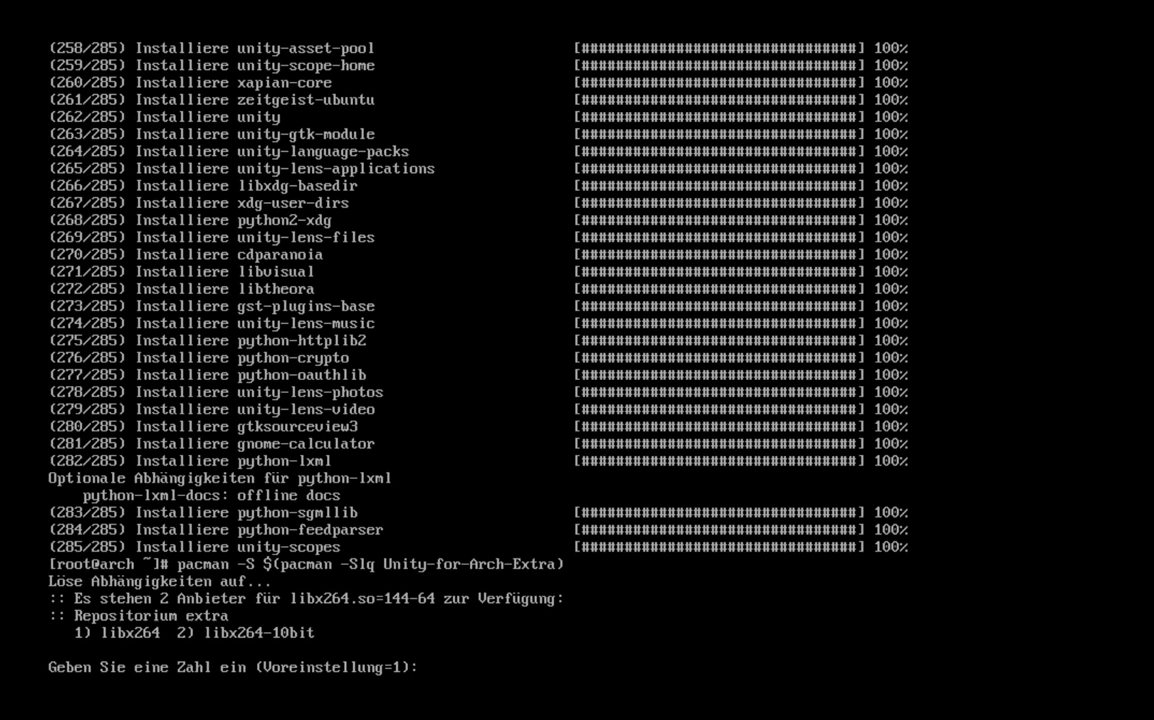 (258/285) Installiere unity-asset-pool [################################] 100%
(259/285) Installiere unity-scope-home [################################] 100%
(260/285) Installiere xapian-core [################################] 100%
(261/285) Installiere zeitgeist-ubuntu [################################] 100%
(262/285) Installiere unity [################################] 100%
(263/285) Installiere unity-gtk-module [################################] 100%
(264/285) Installiere unity-language-packs [################################] 100%
(265/285) Installiere unity-lens-applications [################################] 100%
(266/285) Installiere libxdg-basedir [################################] 100%
(267/285) Installiere xdg-user-dirs [################################] 100%
(268/285) Installiere python2-xdg [################################] 100%
(269/285) Installiere unity-lens-files [################################] 100%
(270/285) Installiere cdparanoia [################################] 100%
(271/285) Installiere libvisual [################################] 100%
(272/285) Installiere libtheora [################################] 100%
(273/285) Installiere gst-plugins-base [################################] 100%
(274/285) Installiere unity-lens-music [################################] 100%
(275/285) Installiere python-httplib2 [################################] 100%
(276/285) Installiere python-crypto [################################] 100%
(277/285) Installiere python-oauthlib [################################] 100%
(278/285) Installiere unity-lens-photos [################################] 100%
(279/285) Installiere unity-lens-video [################################] 100%
(280/285) Installiere gtksourceview3 [################################] 100%
(281/285) Installiere gnome-calculator [################################] 100%
(282/285) Installiere python-lxml [################################] 100%
Optionale Abhängigkeiten für python-lxml
python-lxml-docs: offline docs
(283/285) Installiere python-sgmllib [################################] 100%
(284/285) Installiere python-feedparser [################################] 100%
(285/285) Installiere unity-scopes [################################] 100%
[root@arch ~]# pacman -S $(pacman -Slq Unity-for-Arch-Extra)
Löse Abhängigkeiten auf...
:: Es stehen 2 Anbieter für libx264.so=144-64 zur Verfügung:
:: Repositorium extra
1) libx264 2) libx264-10bit
Geben Sie eine Zahl ein (Voreinstellung=1):